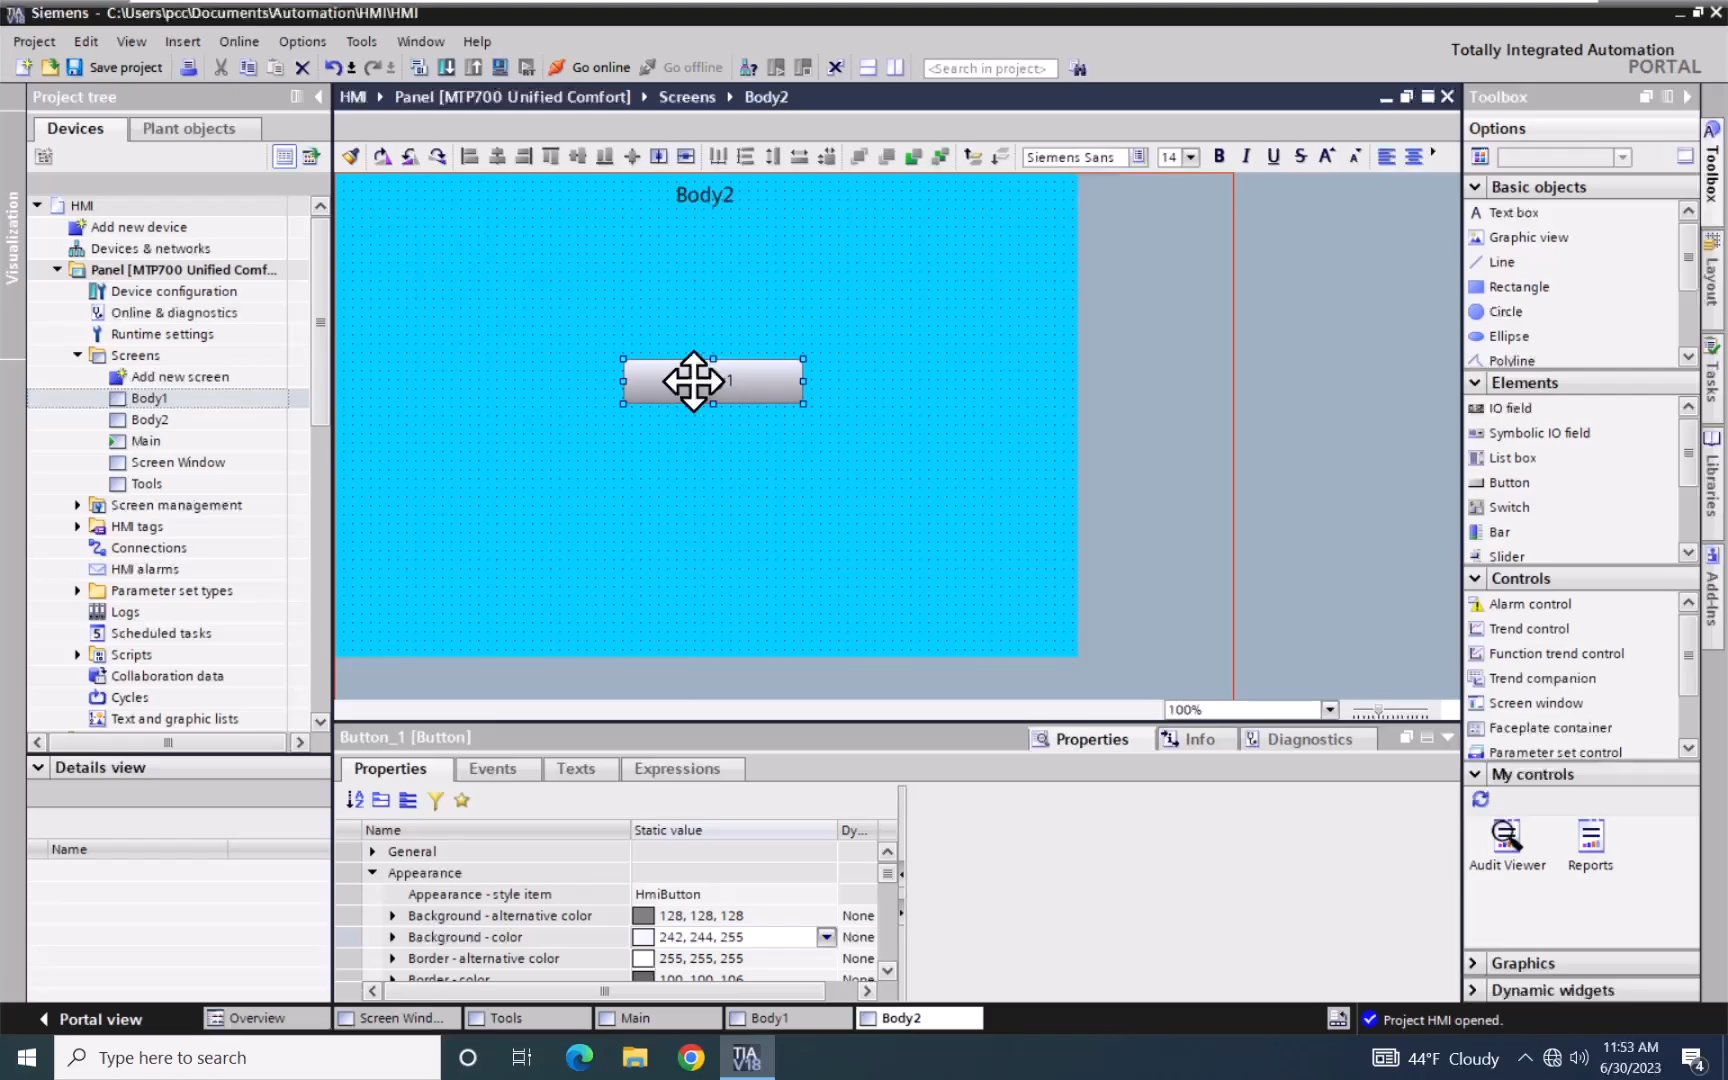 Siemens - C:\Users\pcc\Documents\Automation\HMI\HMI
Project Edit View Insert Online Options Tools Window Help
Totally Integrated Automation
PORTAL
Save project
Go online
Go offline
<Search in project>
Project tree
HMI Panel [MTP700 Unified Comfort] Screens Body2
Toolbox
Devices
Plant objects
Options
Siemens Sans
14
B I U S A A
Visualization
HMI
Add new device
Devices & networks
Panel [MTP700 Unified Comf...
Device configuration
Online & diagnostics
Runtime settings
Screens
Add new screen
Body1
Body2
Main
Screen Window
Tools
Screen management
HMI tags
Connections
HMI alarms
Parameter set types
Logs
Scheduled tasks
Scripts
Collaboration data
Cycles
Text and graphic lists
Details view
Name
Body2
1
100%
Basic objects
Text box
Graphic view
Line
Rectangle
Circle
Ellipse
Polyline
Elements
IO field
Symbolic IO field
List box
Button
Switch
Bar
Slider
Controls
Alarm control
Trend control
Function trend control
Trend companion
Screen window
Faceplate container
Parameter set control
My controls
Audit Viewer
Reports
Graphics
Dynamic widgets
Toolbox
Layout
Tasks
Libraries
Add-Ins
Button_1 [Button]
Properties
Info
Diagnostics
Properties
Events
Texts
Expressions
Name Static value Dy...
General
Appearance
Appearance - style item HmiButton
Background - alternative color 128, 128, 128 None
Background - color 242, 244, 255 None
Border - alternative color 255, 255, 255 None
Border - color 100, 100, 106 None
Portal view
Overview
Screen Wind...
Tools
Main
Body1
Body2
Project HMI opened.
Type here to search
TIA
V18
44°F Cloudy
11:53 AM
6/30/2023
4